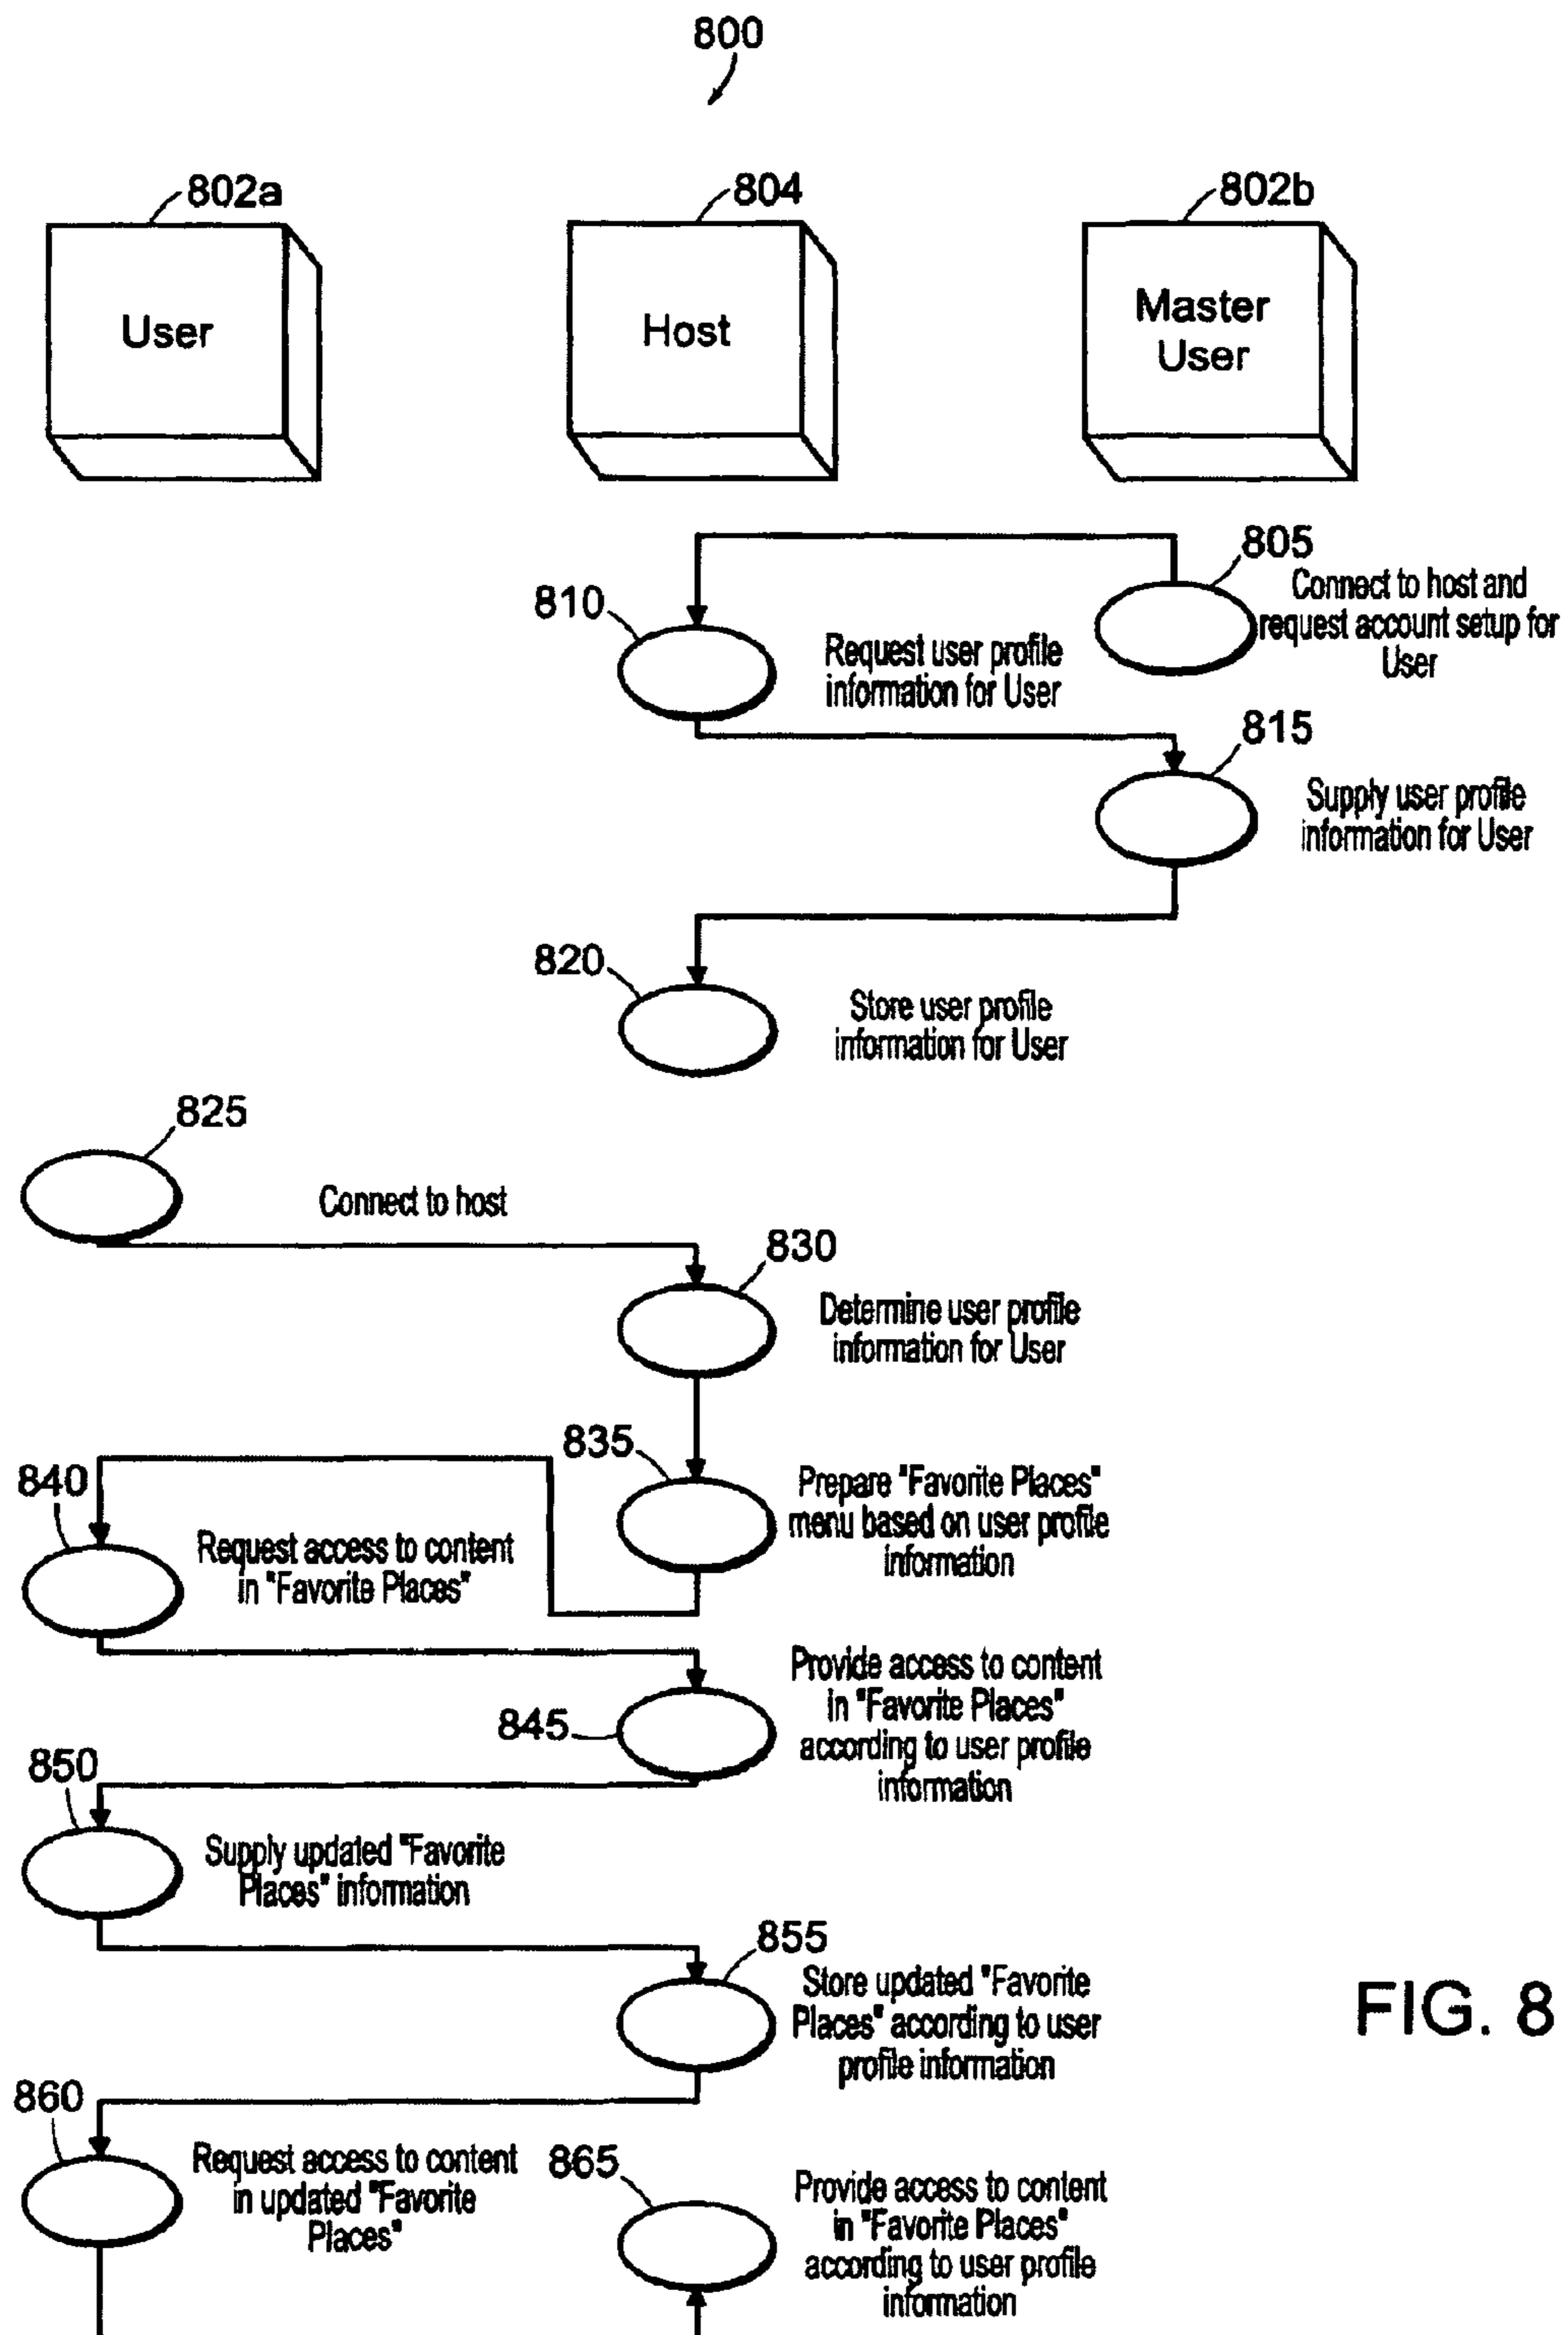 800
802a
804
802b
User
Host
Master
User
805
Connect to host and
request account setup for
User
810
Request user profile
information for User
815
Supply user profile
information for User
820
Store user profile
information for User
825
Connect to host
830
Determine user profile
information for User
835
Prepare "Favorite Places"
menu based on user profile
information
840
Request access to content
in "Favorite Places"
845
Provide access to content
in "Favorite Places"
according to user profile
information
850
Supply updated "Favorite
Places" information
855
Store updated "Favorite
Places" according to user
profile information
FIG. 8
860
Request access to content
in updated "Favorite
Places"
865
Provide access to content
in "Favorite Places"
according to user profile
information